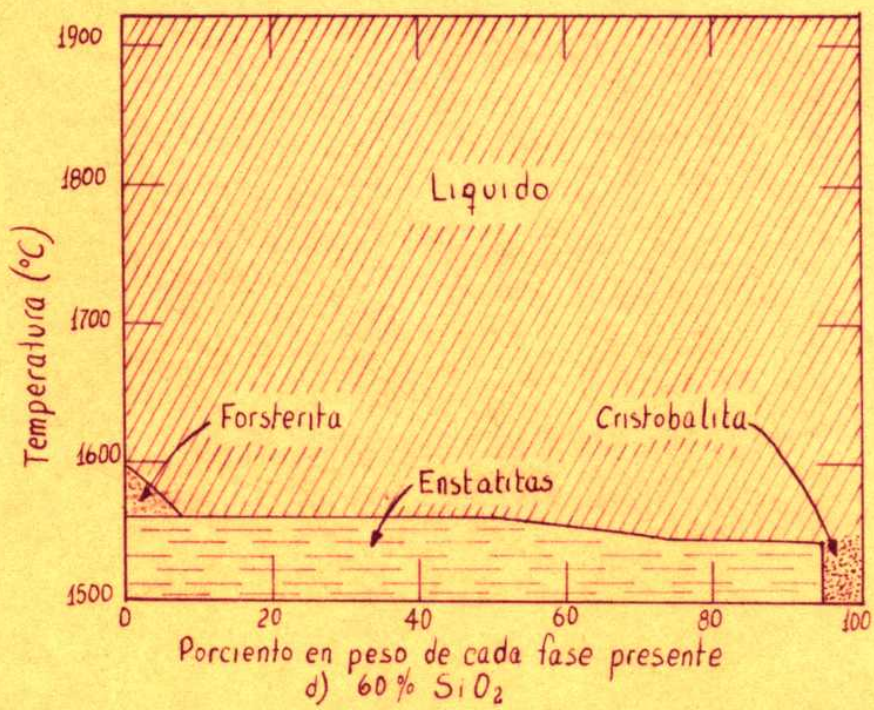 1900
1800
Líquido
Temperatura (°C)
1700
Forsterita
Cristobalita
1600
Enstatitas
1500
0 20 40 60 80 100
Porciento en peso de cada fase presente
d) 60% SiO₂